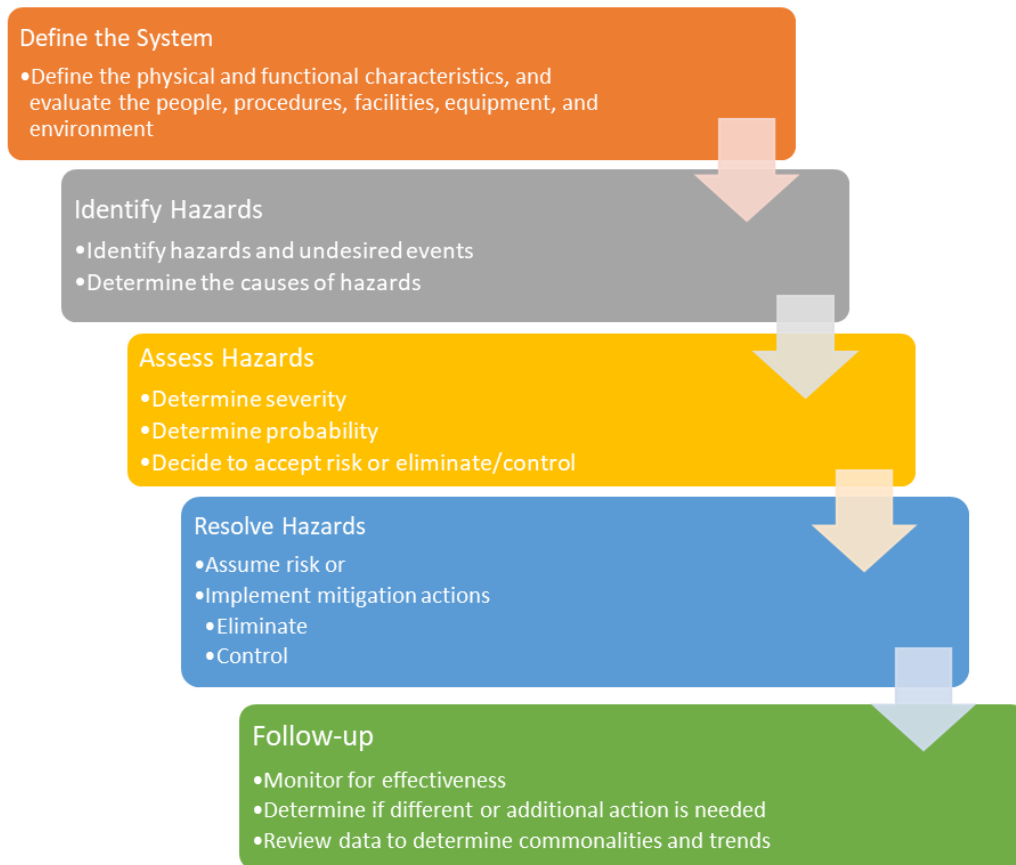 Define the System
•Define the physical and functional characteristics, and
evaluate the people, procedures, facilities, equipment, and
environment
Identify Hazards
•Identify hazards and undesired events
•Determine the causes of hazards
Assess Hazards
•Determine severity
•Determine probability
•Decide to accept risk or eliminate/control
Resolve Hazards
•Assume risk or
•Implement mitigation actions
•Eliminate
•Control
Follow-up
•Monitor for effectiveness
•Determine if different or additional action is needed
•Review data to determine commonalities and trends